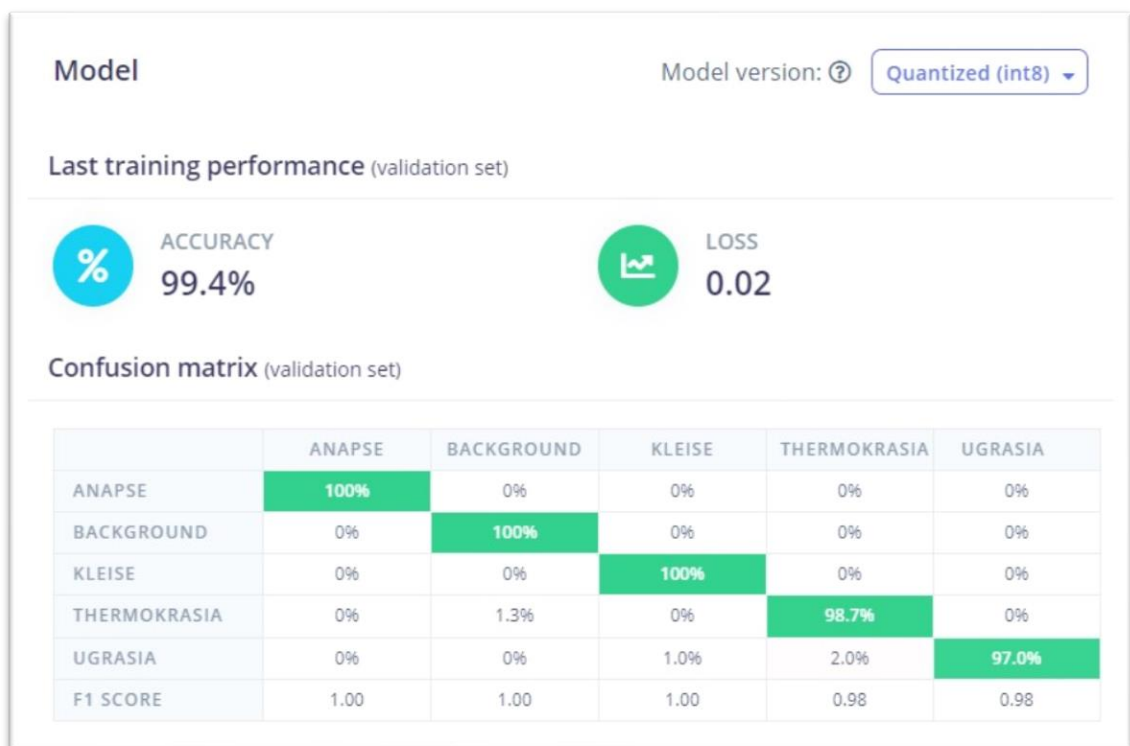 Model Model version: ? Quantized (int8)
Last training performance (validation set)
% ACCURACY LOSS
99.4% 0.02
Confusion matrix (validation set)
ANAPSE BACKGROUND KLEISE THERMOKRASIA UGRASIA
ANAPSE 100% 0% 0% 0% 0%
BACKGROUND 0% 100% 0% 0% 0%
KLEISE 0% 0% 100% 0% 0%
THERMOKRASIA 0% 1.3% 0% 98.7% 0%
UGRASIA 0% 0% 1.0% 2.0% 97.0%
F1 SCORE 1.00 1.00 1.00 0.98 0.98